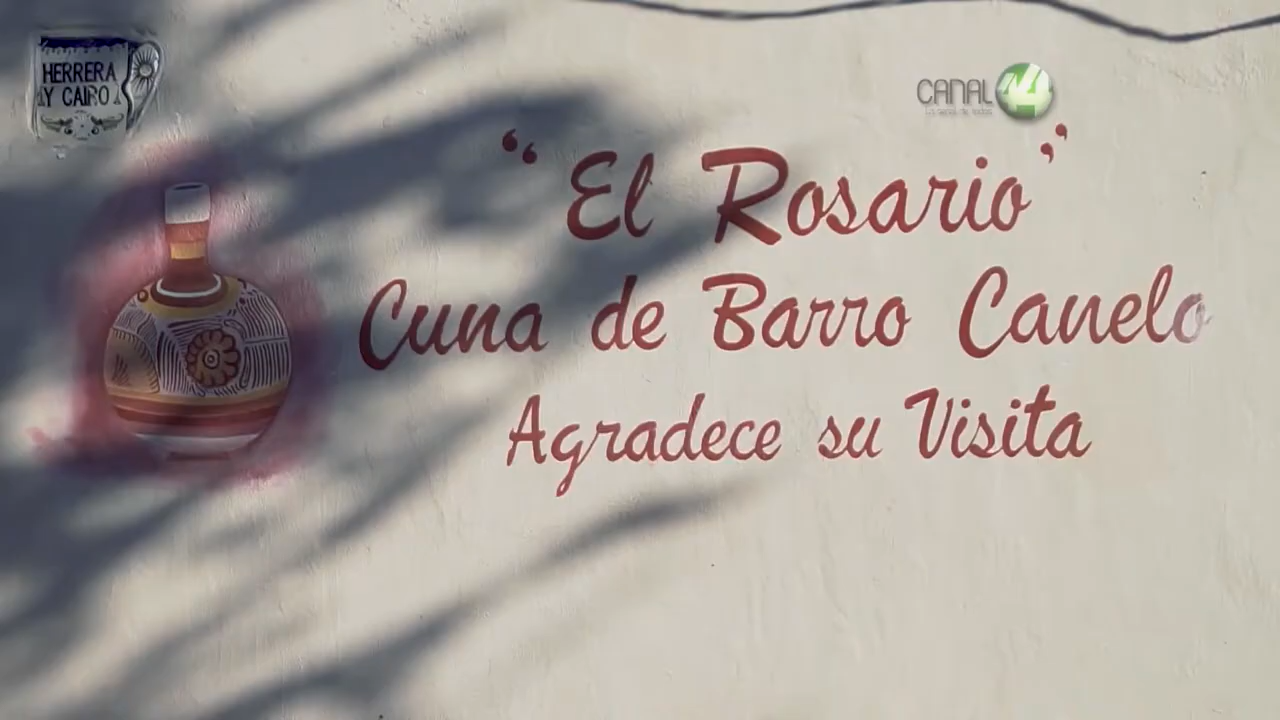 HERRERA
Y CAIRO
CANAL 44
"El Rosario"
Cuna de Barro Canelo
Agradece su Visita